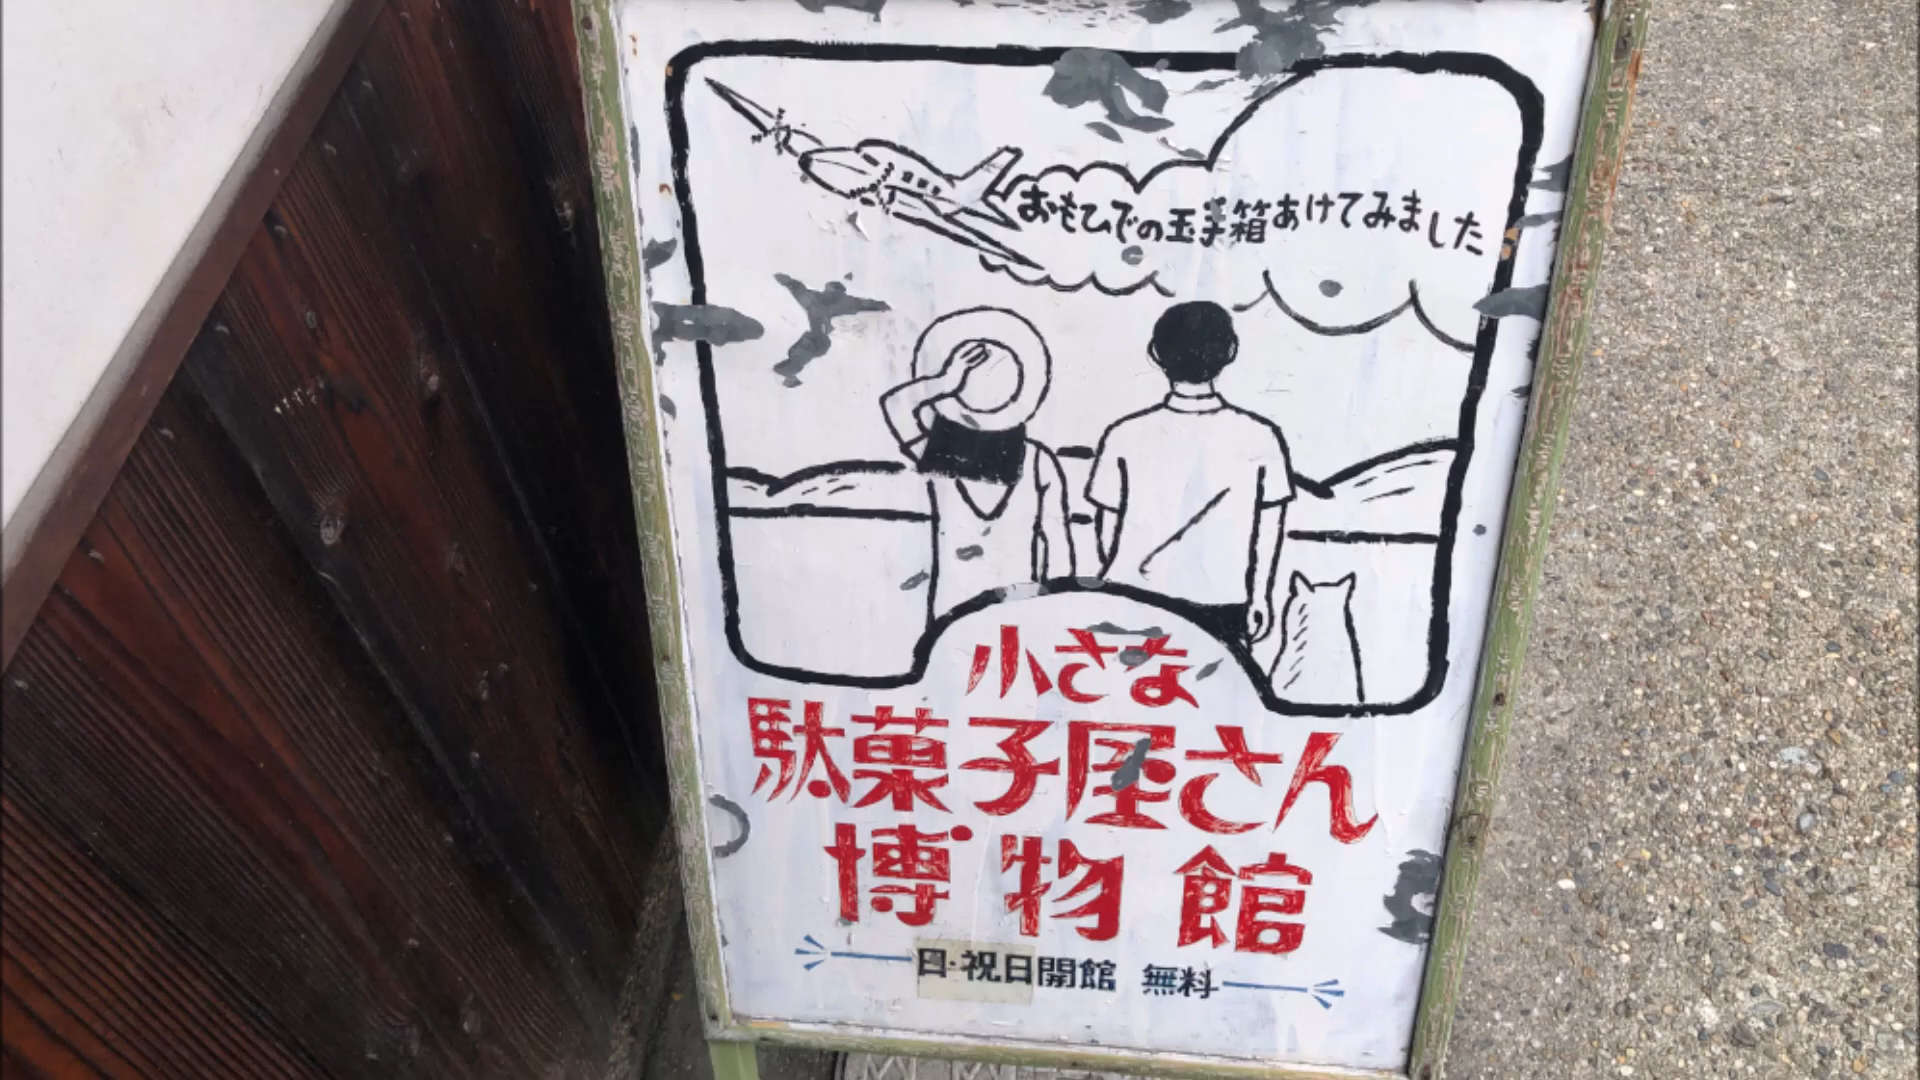 おもひでの玉手箱あけてみました
小さな
駄菓子屋さん
博物館
日・祝日開館 無料